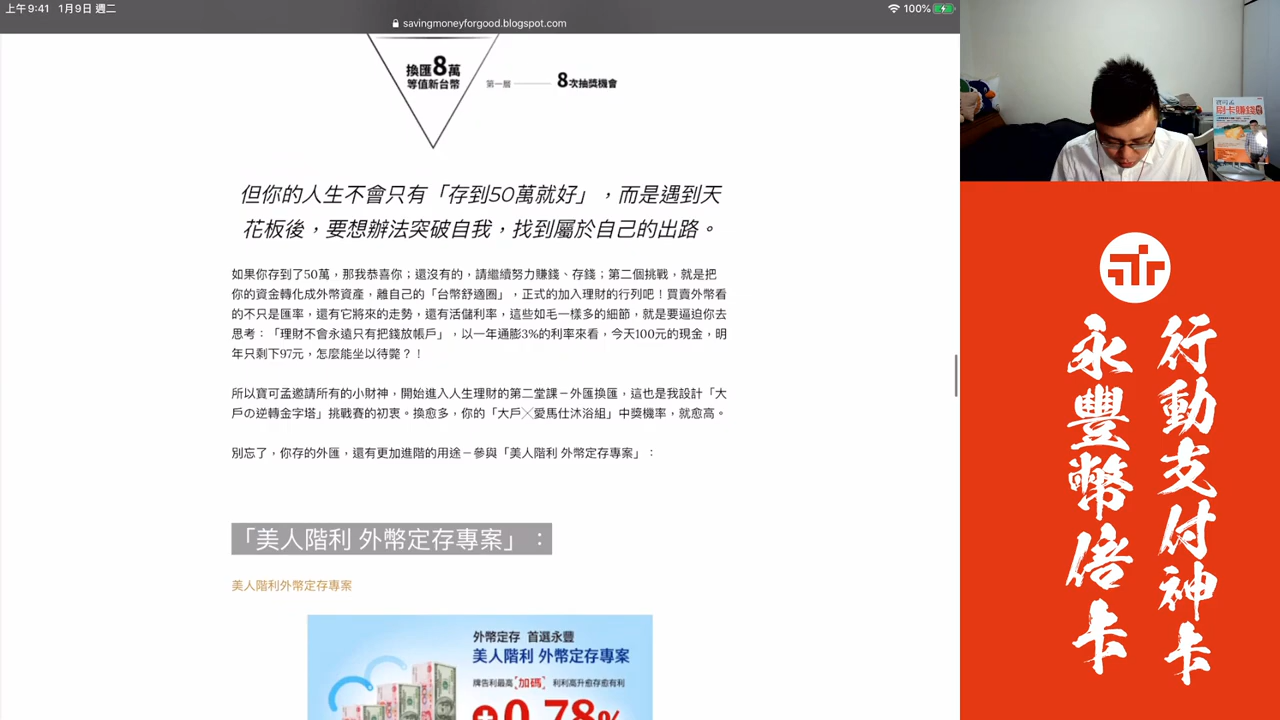 上午9:41 1月9日 週二
savingmoneyforgood.blogspot.com
100%
換匯8萬
等值新台幣
第一層
8次抽獎機會
但你的人生不會只有「存到50萬就好」，而是遇到天
花板後，要想辦法突破自我，找到屬於自己的出路。
如果你存到了50萬，那我恭喜你；還沒有的，請繼續努力賺錢、存錢；第二個挑戰，就是把
你的資金轉化成外幣資產，離自己的「台幣舒適圈」，正式的加入理財的行列吧！買賣外幣看
的不只是匯率，還有它將來的走勢，還有活儲利率，這些如毛一樣多的細節，就是要逼迫你去
思考：「理財不會永遠只有把錢放帳戶」，以一年通膨3%的利率來看，今天100元的現金，明
年只剩下97元，怎麼能坐以待斃？！
所以寶可孟邀請所有的小財神，開始進入人生理財的第二堂課－外匯換匯，這也是我設計「大
戶の逆轉金字塔」挑戰賽的初衷。換愈多，你的「大戶╳愛馬仕沐浴組」中獎機率，就愈高。
別忘了，你存的外匯，還有更加進階的用途－參與「美人階利 外幣定存專案」：
「美人階利 外幣定存專案」：
美人階利外幣定存專案
外幣定存 首選永豐
美人階利 外幣定存專案
牌告利最高 加碼 利利高升愈存愈有利
+0.78%
寶可孟
刷卡賺錢
行動支付神卡
永豐幣倍卡